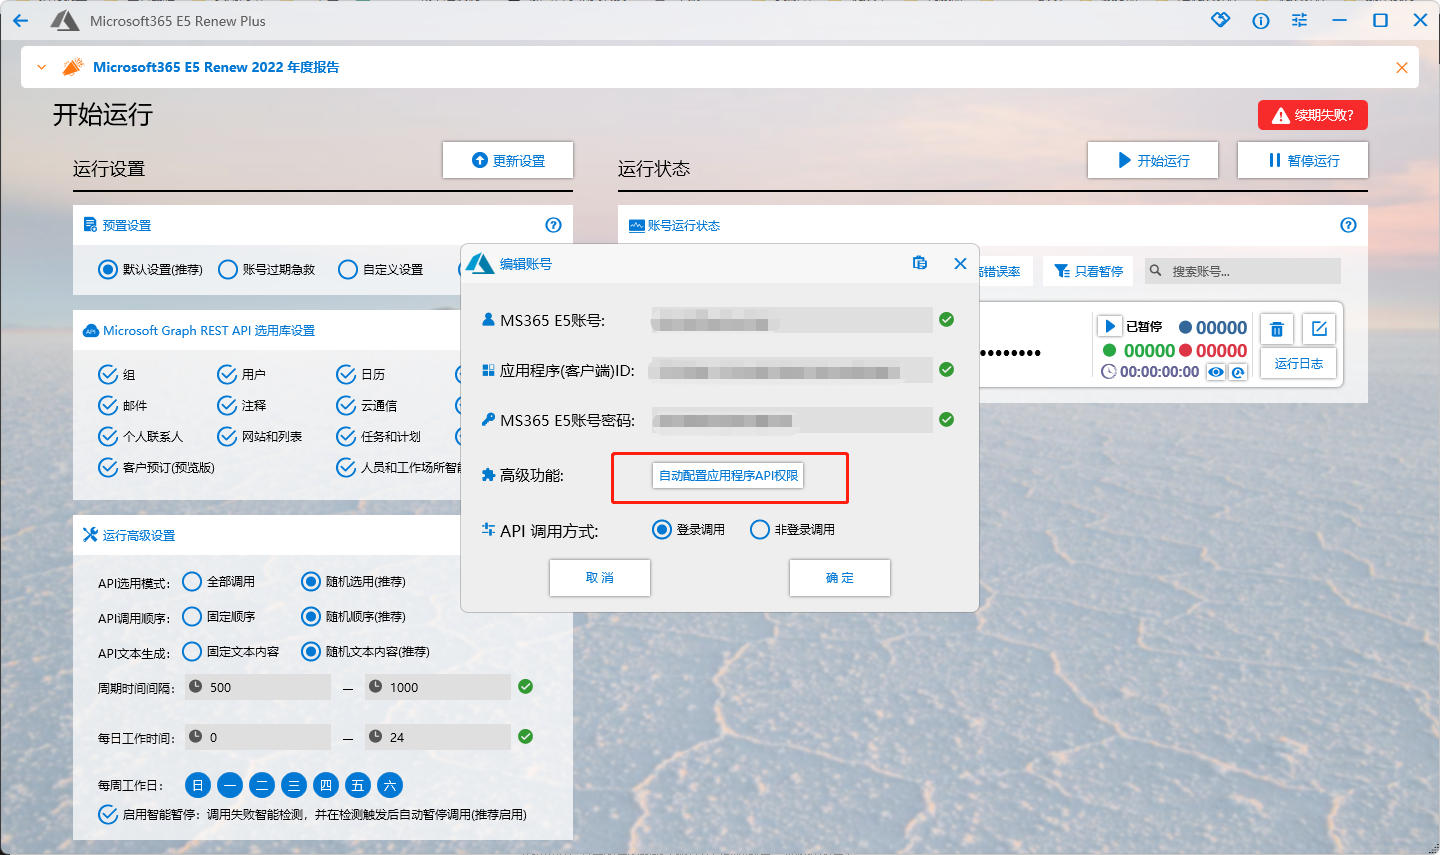 Microsoft365 E5 Renew Plus
Microsoft365 E5 Renew 2022 年度报告
开始运行
续期失败?
运行设置
更新设置
运行状态
开始运行
暂停运行
预置设置
账号运行状态
默认设置(推荐)
账号过期急救
自定义设置
错误率
只看暂停
搜索账号...
Microsoft Graph REST API 选用库设置
组
用户
日历
邮件
注释
云通信
个人联系人
网站和列表
任务和计划
客户预订(预览版)
人员和工作场所智能
已暂停
00000
00000
00000
00:00:00:00
运行日志
编辑账号
MS365 E5账号:
应用程序(客户端)ID:
MS365 E5账号密码:
高级功能:
自动配置应用程序API权限
API 调用方式:
登录调用
非登录调用
取 消
确 定
运行高级设置
API选用模式:
全部调用
随机选用(推荐)
API调用顺序:
固定顺序
随机顺序(推荐)
API文本生成:
固定文本内容
随机文本内容(推荐)
周期时间间隔:
500
—
1000
每日工作时间:
0
—
24
每周工作日:
日 一 二 三 四 五 六
启用智能暂停: 调用失败智能检测, 并在检测触发后自动暂停调用(推荐启用)